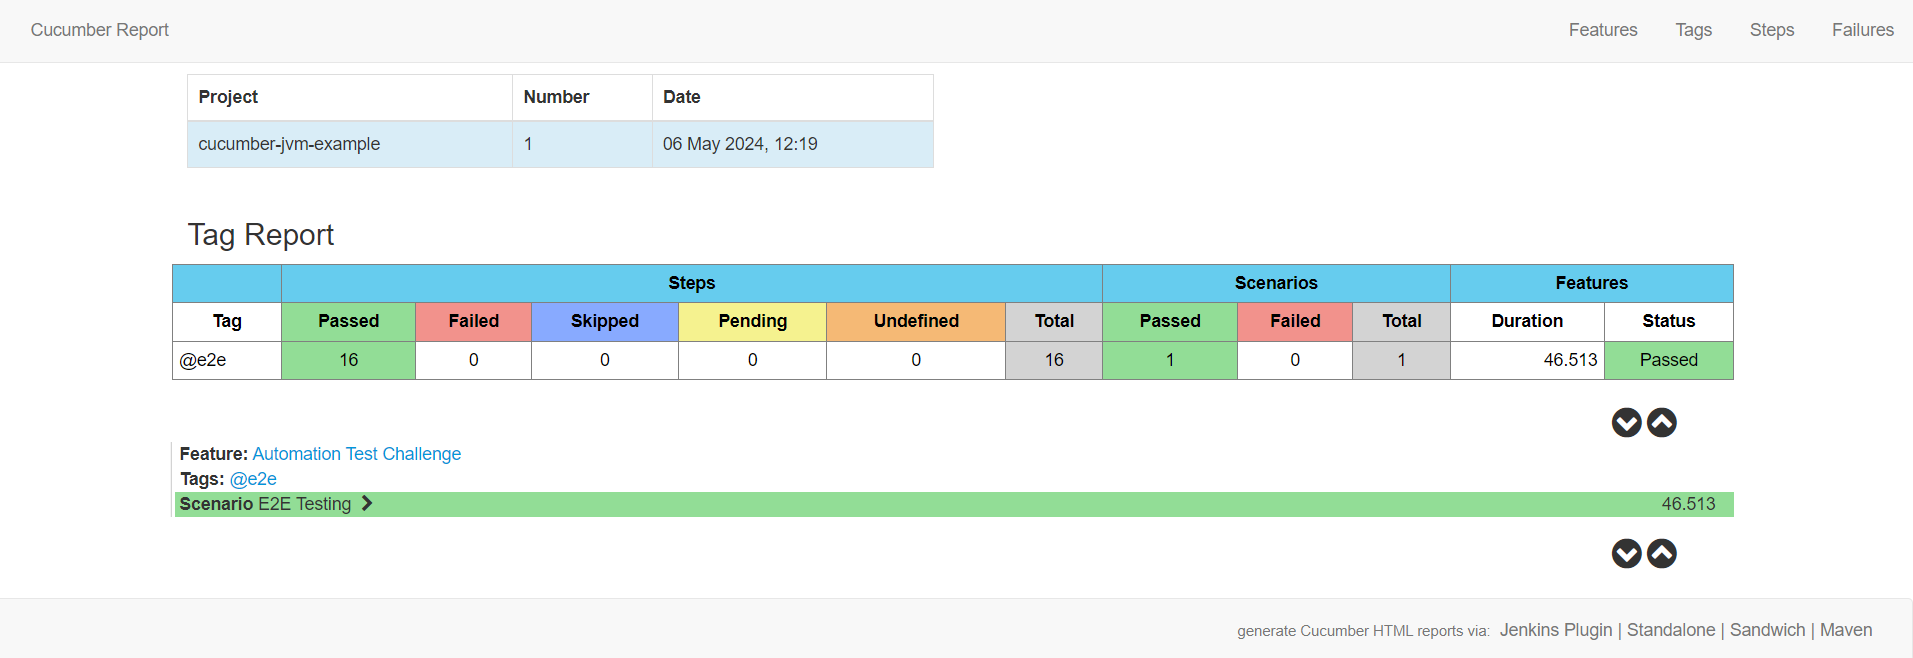 Cucumber Report Features Tags Steps Failures
Project Number Date
cucumber-jvm-example 1 06 May 2024, 12:19
Tag Report
Steps Scenarios Features
Tag Passed Failed Skipped Pending Undefined Total Passed Failed Total Duration Status
@e2e 16 0 0 0 0 16 1 0 1 46.513 Passed
Feature: Automation Test Challenge
Tags: @e2e
Scenario E2E Testing 46.513
generate Cucumber HTML reports via: Jenkins Plugin | Standalone | Sandwich | Maven